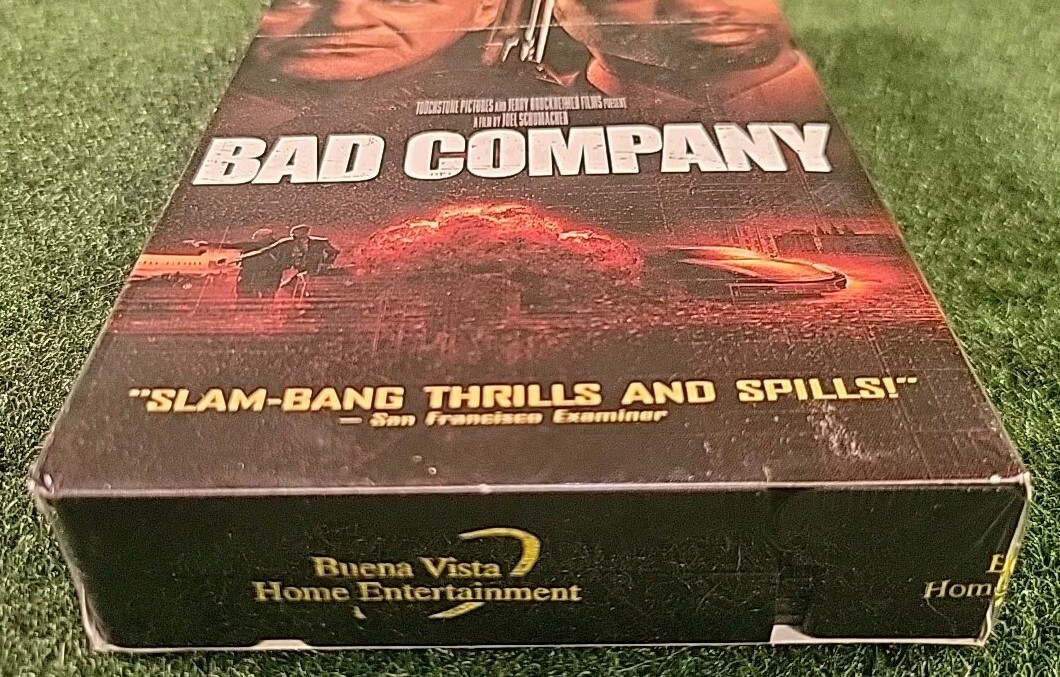 TOUCHSTONE PICTURES AND JERRY BRUCKHEIMER FILMS PRESENT
A FILM BY JOEL SCHUMACHER
BAD COMPANY
"SLAM-BANG THRILLS AND SPILLS!"
— San Francisco Examiner
Buena Vista
Home Entertainment